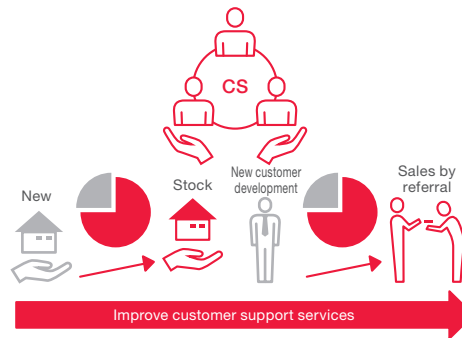 CS
New
Stock
New customer
development
Sales by
referral
Improve customer support services